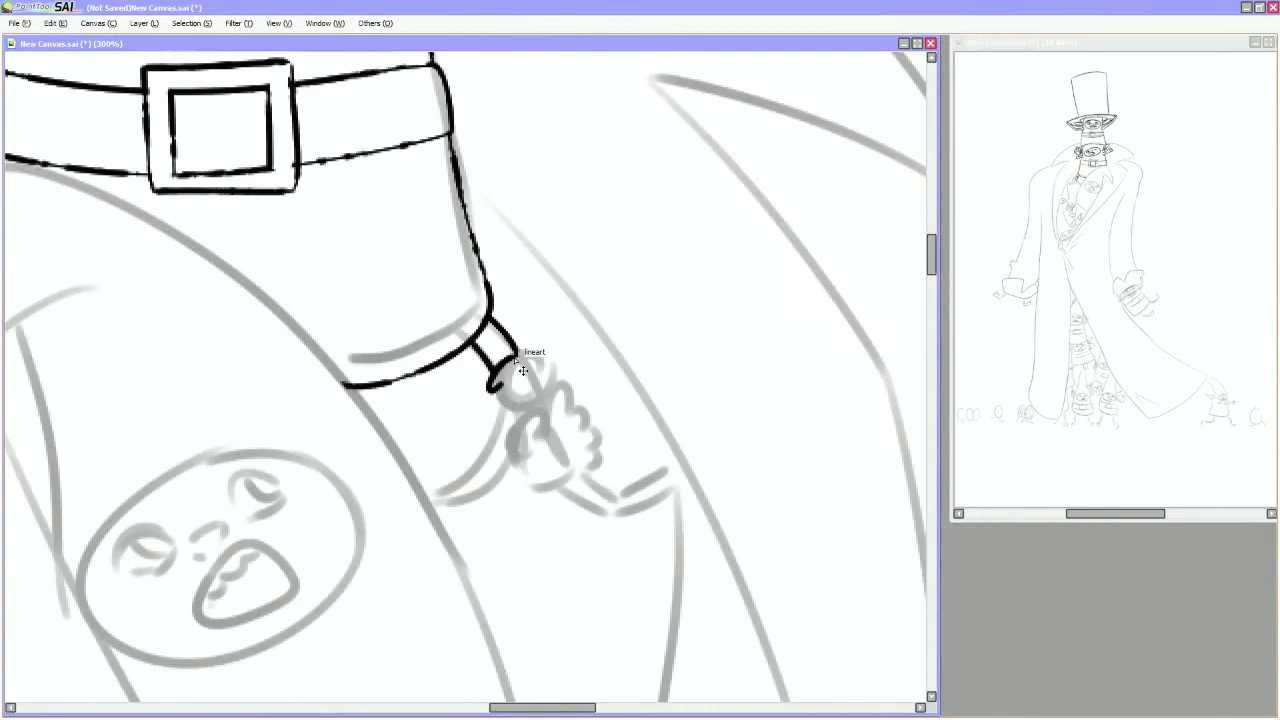 PaintTool SAI (Not Saved)New Canvas.sai (*)
File (F) Edit (E) Canvas (C) Layer (L) Selection (S) Filter (T) View (V) Window (W) Others (O)
New Canvas.sai (*) (300%)
lineart